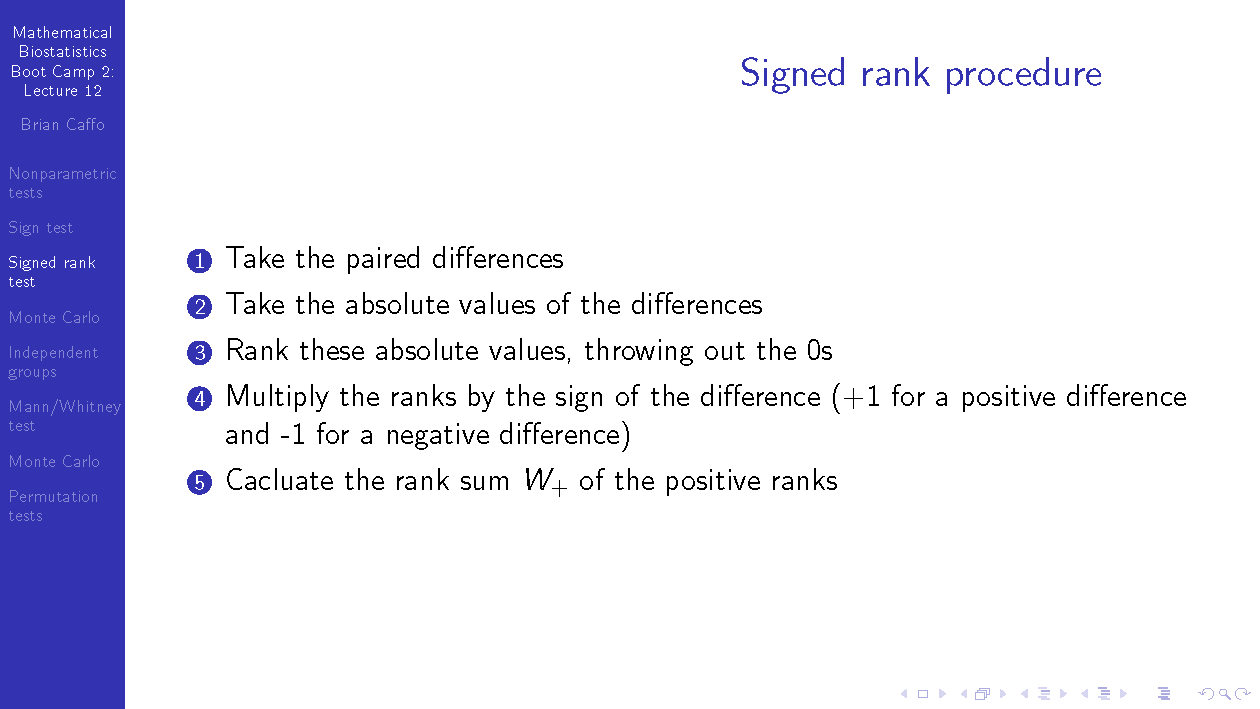 Mathematical
Biostatistics
Boot Camp 2:
Lecture 12
Brian Caffo
Nonparametric
tests
Sign test
Signed rank
test
Monte Carlo
Independent
groups
Mann/Whitney
test
Monte Carlo
Permutation
tests
Signed rank procedure
1 Take the paired differences
2 Take the absolute values of the differences
3 Rank these absolute values, throwing out the 0s
4 Multiply the ranks by the sign of the difference (+1 for a positive difference
and -1 for a negative difference)
5 Cacluate the rank sum W₊ of the positive ranks